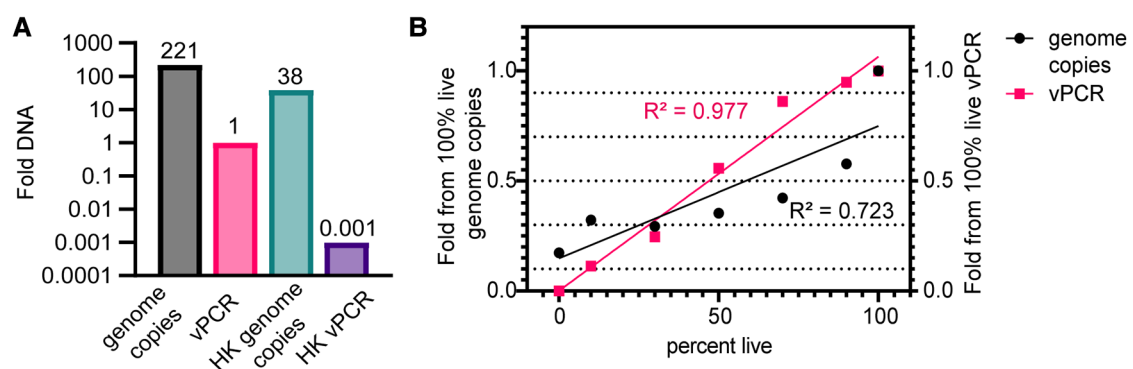 A
Fold DNA
1000
100
10
1
0.1
0.01
0.001
0.0001
221
1
38
0.001
genome
copies
vPCR
HK genome
copies
HK vPCR
B
Fold from 100% live
genome copies
1.0
0.5
0.0
R² = 0.977
R² = 0.723
0
50
100
percent live
1.0
0.5
0.0
Fold from 100% live vPCR
genome
copies
vPCR